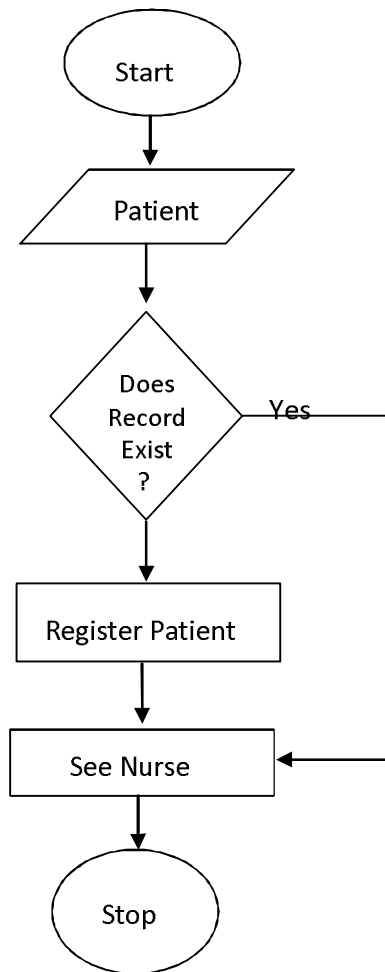 Start
Patient
Does
Record
Exist
?
Yes
Register Patient
See Nurse
Stop